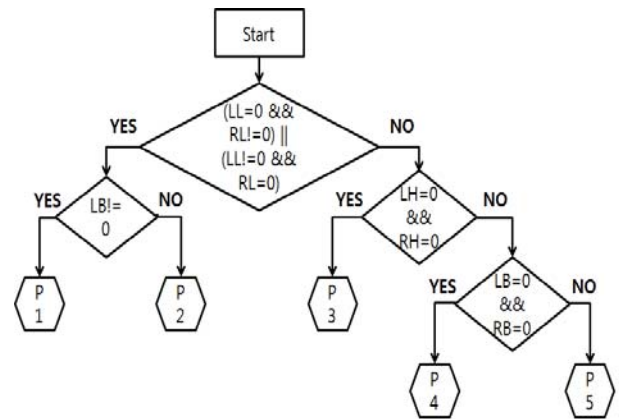 Start
(LL=0 &&
RL!=0) ||
(LL!=0 &&
RL=0)
YES
NO
YES
LB!=
0
NO
YES
LH=0
&&
RH=0
NO
P
1
P
2
P
3
YES
LB=0
&&
RB=0
NO
P
4
P
5